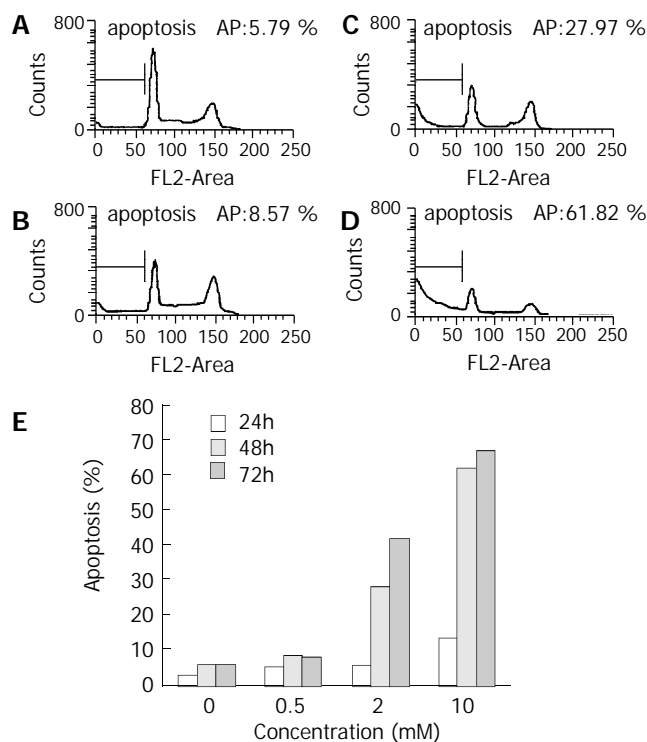 A
800
apoptosis AP:5.79 %
Counts
0
0 50 100 150 200 250
FL2-Area
C
800
apoptosis AP:27.97 %
Counts
0
0 50 100 150 200 250
FL2-Area
B
800
apoptosis AP:8.57 %
Counts
0
0 50 100 150 200 250
FL2-Area
D
800
apoptosis AP:61.82 %
Counts
0
0 50 100 150 200 250
FL2-Area
E
80
70
60
50
40
30
20
10
0
Apoptosis (%)
24h
48h
72h
0 0.5 2 10
Concentration (mM)